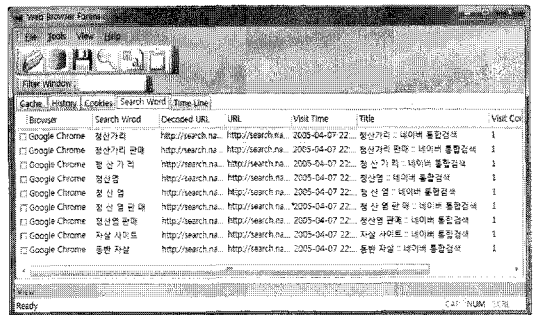 Web Browser Forens
File Tools View Help
Filter Window
Cache History Cookies Search Word Time Line
Browser Search Wrod Decoded URL URL Visit Time Title Visit Cou
Google Chrome 청산가리 http://search.na... http://search.na... 2005-04-07 22:... 청산가리 :: 네이버 통합검색 1
Google Chrome 청산가리 판매 http://search.na... http://search.na... 2005-04-07 22:... 청산가리 판매 :: 네이버 통합검색 1
Google Chrome 청 산 가 리 http://search.na... http://search.na... 2005-04-07 22:... 청 산 가 리 :: 네이버 통합검색 1
Google Chrome 청산염 http://search.na... http://search.na... 2005-04-07 22:... 청산염 :: 네이버 통합검색 1
Google Chrome 청 산 염 http://search.na... http://search.na... 2005-04-07 22:... 청 산 염 :: 네이버 통합검색 1
Google Chrome 청 산 염 판 매 http://search.na... http://search.na... 2005-04-07 22:... 청 산 염 판 매 :: 네이버 통합검색 1
Google Chrome 청산염 판매 http://search.na... http://search.na... 2005-04-07 22:... 청산염 판매 :: 네이버 통합검색 1
Google Chrome 자살 사이트 http://search.na... http://search.na... 2005-04-07 22:... 자살 사이트 :: 네이버 통합검색 1
Google Chrome 동반 자살 http://search.na... http://search.na... 2005-04-07 22:... 동반 자살 :: 네이버 통합검색 1
View
Ready CAP NUM SCRL